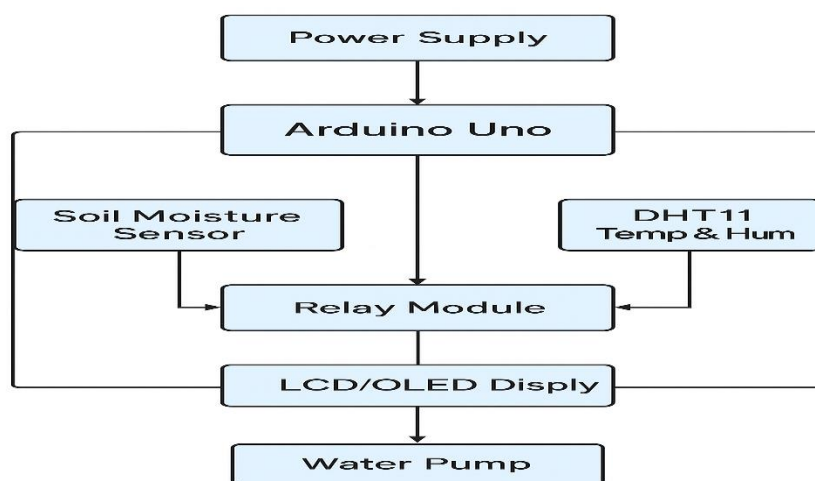 Power Supply
Arduino Uno
Soil Moisture
Sensor
DHT11
Temp & Hum
Relay Module
LCD/OLED Disply
Water Pump